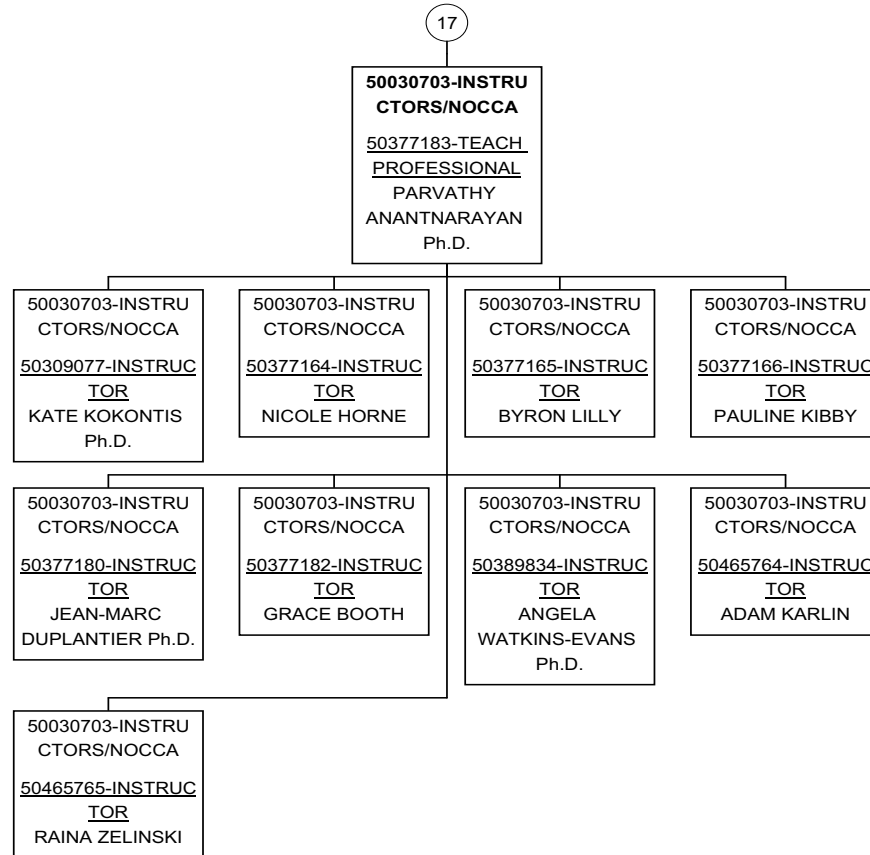 17
50030703-INSTRU
CTORS/NOCCA
50377183-TEACH
PROFESSIONAL
PARVATHY
ANANTNARAYAN
Ph.D.
50030703-INSTRU
CTORS/NOCCA
50309077-INSTRUC
TOR
KATE KOKONTIS
Ph.D.
50030703-INSTRU
CTORS/NOCCA
50377164-INSTRUC
TOR
NICOLE HORNE
50030703-INSTRU
CTORS/NOCCA
50377165-INSTRUC
TOR
BYRON LILLY
50030703-INSTRU
CTORS/NOCCA
50377166-INSTRUC
TOR
PAULINE KIBBY
50030703-INSTRU
CTORS/NOCCA
50377180-INSTRUC
TOR
JEAN-MARC
DUPLANTIER Ph.D.
50030703-INSTRU
CTORS/NOCCA
50377182-INSTRUC
TOR
GRACE BOOTH
50030703-INSTRU
CTORS/NOCCA
50389834-INSTRUC
TOR
ANGELA
WATKINS-EVANS
Ph.D.
50030703-INSTRU
CTORS/NOCCA
50465764-INSTRUC
TOR
ADAM KARLIN
50030703-INSTRU
CTORS/NOCCA
50465765-INSTRUC
TOR
RAINA ZELINSKI